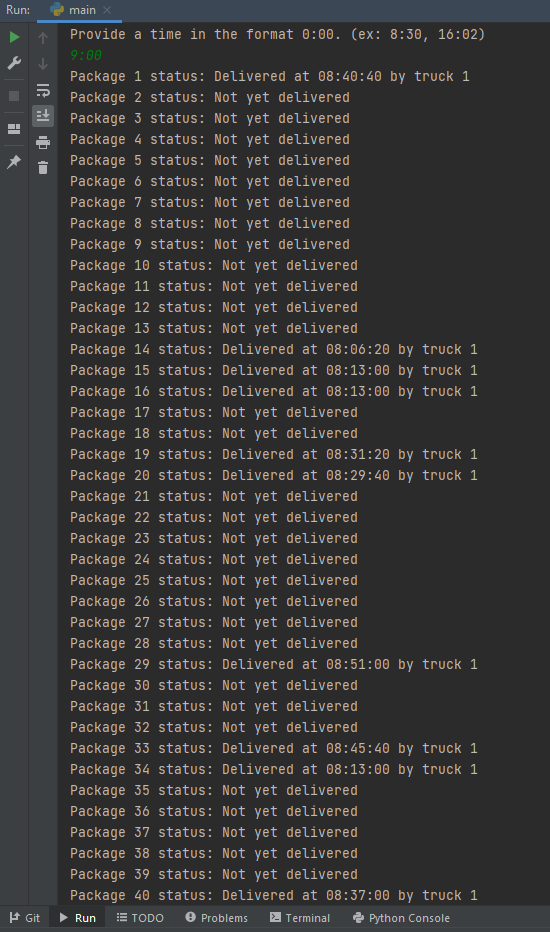 Run: main
Provide a time in the format 0:00. (ex: 8:30, 16:02)
9:00
Package 1 status: Delivered at 08:40:40 by truck 1
Package 2 status: Not yet delivered
Package 3 status: Not yet delivered
Package 4 status: Not yet delivered
Package 5 status: Not yet delivered
Package 6 status: Not yet delivered
Package 7 status: Not yet delivered
Package 8 status: Not yet delivered
Package 9 status: Not yet delivered
Package 10 status: Not yet delivered
Package 11 status: Not yet delivered
Package 12 status: Not yet delivered
Package 13 status: Not yet delivered
Package 14 status: Delivered at 08:06:20 by truck 1
Package 15 status: Delivered at 08:13:00 by truck 1
Package 16 status: Delivered at 08:13:00 by truck 1
Package 17 status: Not yet delivered
Package 18 status: Not yet delivered
Package 19 status: Delivered at 08:31:20 by truck 1
Package 20 status: Delivered at 08:29:40 by truck 1
Package 21 status: Not yet delivered
Package 22 status: Not yet delivered
Package 23 status: Not yet delivered
Package 24 status: Not yet delivered
Package 25 status: Not yet delivered
Package 26 status: Not yet delivered
Package 27 status: Not yet delivered
Package 28 status: Not yet delivered
Package 29 status: Delivered at 08:51:00 by truck 1
Package 30 status: Not yet delivered
Package 31 status: Not yet delivered
Package 32 status: Not yet delivered
Package 33 status: Delivered at 08:45:40 by truck 1
Package 34 status: Delivered at 08:13:00 by truck 1
Package 35 status: Not yet delivered
Package 36 status: Not yet delivered
Package 37 status: Not yet delivered
Package 38 status: Not yet delivered
Package 39 status: Not yet delivered
Package 40 status: Delivered at 08:37:00 by truck 1
Git Run TODO Problems Terminal Python Console